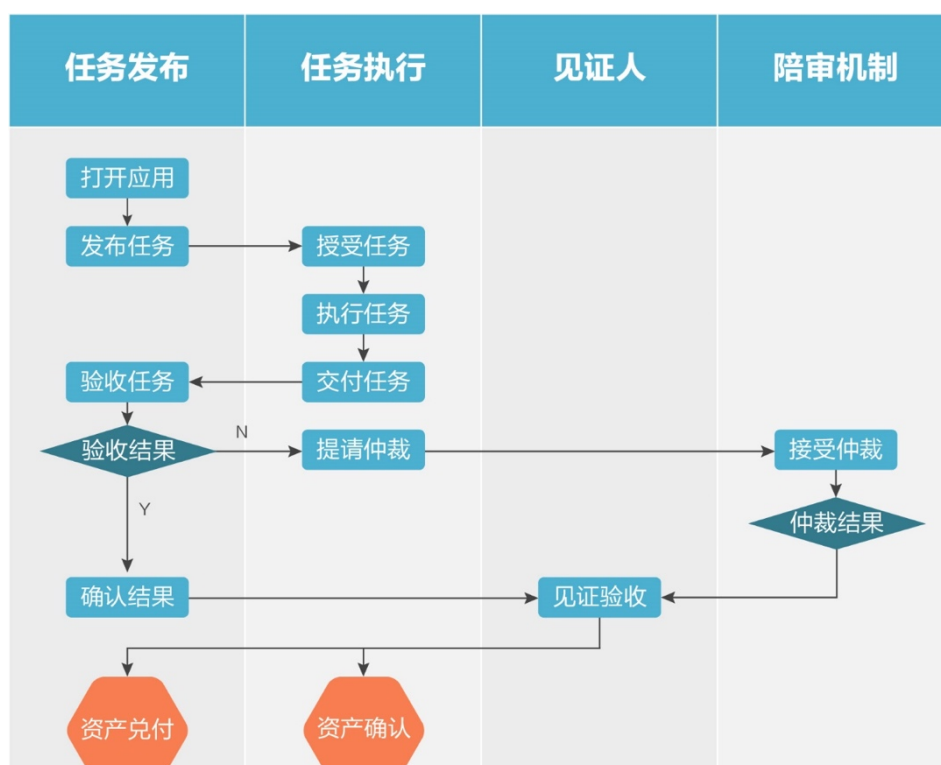 任务发布
任务执行
见证人
陪审机制
打开应用
发布任务
授受任务
执行任务
验收任务
交付任务
验收结果
N
提请仲裁
接受仲裁
Y
仲裁结果
确认结果
见证验收
资产兑付
资产确认